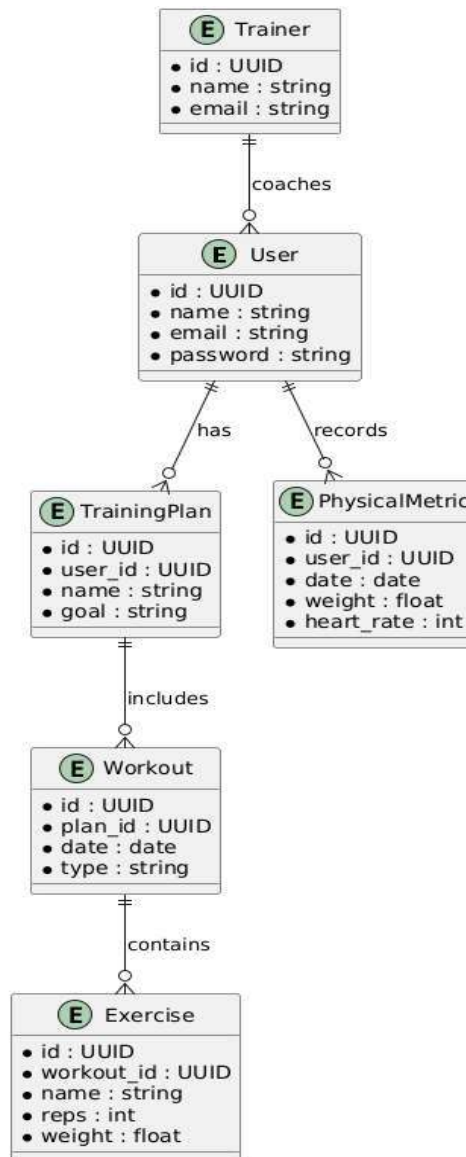 E Trainer
• id : UUID
• name : string
• email : string
coaches
E User
• id : UUID
• name : string
• email : string
• password : string
has
records
E TrainingPlan
• id : UUID
• user_id : UUID
• name : string
• goal : string
E PhysicalMetric
• id : UUID
• user_id : UUID
• date : date
• weight : float
• heart_rate : int
includes
E Workout
• id : UUID
• plan_id : UUID
• date : date
• type : string
contains
E Exercise
• id : UUID
• workout_id : UUID
• name : string
• reps : int
• weight : float